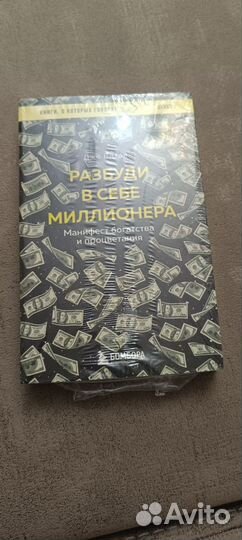 КНИГИ, О КОТОРЫХ ГОВОРЯТ
РАЗБУДИ
В СЕБЕ
МИЛЛИОНЕРА
Манифест богатства
и процветания
БОМБОРА
Avito